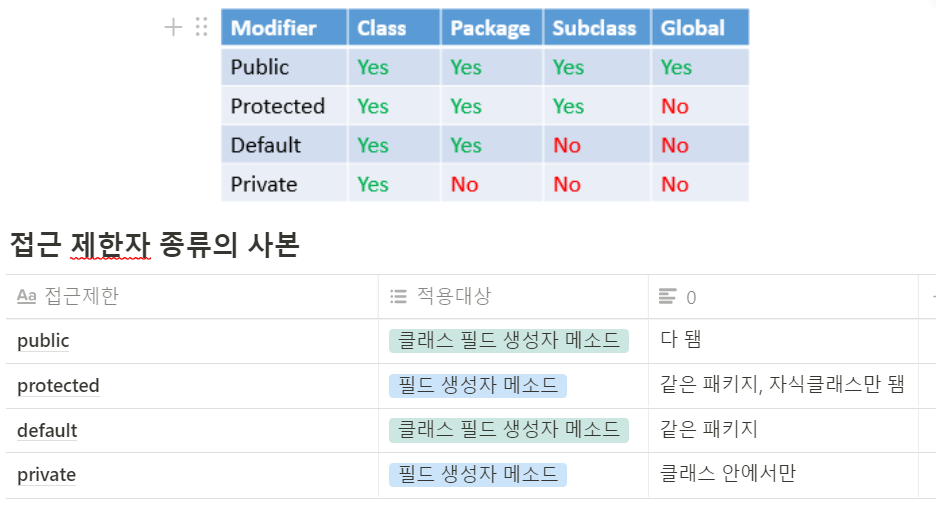 Modifier Class Package Subclass Global
Public Yes Yes Yes Yes
Protected Yes Yes Yes No
Default Yes Yes No No
Private Yes No No No
접근 제한자 종류의 사본
Aa 접근제한 적용대상 0
public 클래스 필드 생성자 메소드 다 됌
protected 필드 생성자 메소드 같은 패키지, 자식클래스만 됌
default 클래스 필드 생성자 메소드 같은 패키지
private 필드 생성자 메소드 클래스 안에서만